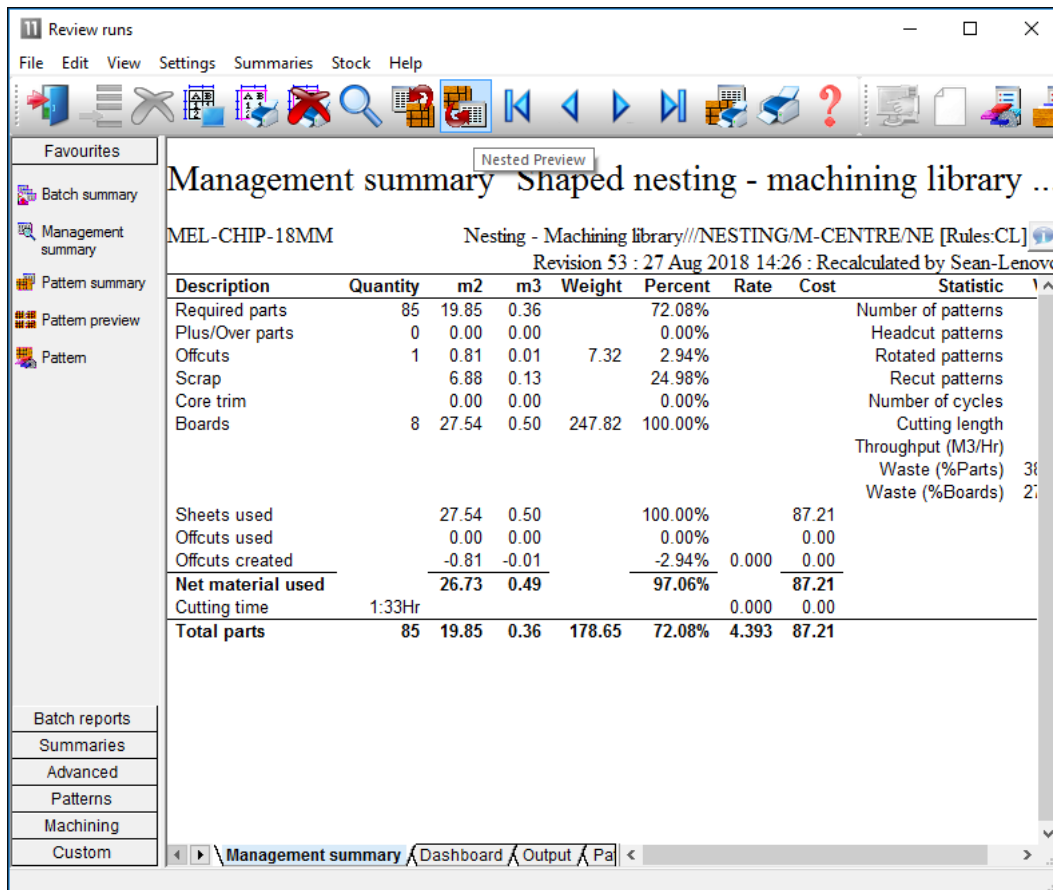 Review runs
File Edit View Settings Summaries Stock Help
Nested Preview
Favourites
Batch summary
Management
summary
Pattern summary
Pattern preview
Pattern
Management summary Shaped nesting - machining library ...
MEL-CHIP-18MM Nesting - Machining library///NESTING/M-CENTRE/NE [Rules:CL]
Revision 53 : 27 Aug 2018 14:26 : Recalculated by Sean-Lenovo
Description Quantity m2 m3 Weight Percent Rate Cost Statistic
Required parts 85 19.85 0.36 72.08% Number of patterns
Plus/Over parts 0 0.00 0.00 0.00% Headcut patterns
Offcuts 1 0.81 0.01 7.32 2.94% Rotated patterns
Scrap 6.88 0.13 24.98% Recut patterns
Core trim 0.00 0.00 0.00% Number of cycles
Boards 8 27.54 0.50 247.82 100.00% Cutting length
Throughput (M3/Hr)
Waste (%Parts) 38
Waste (%Boards) 27
Sheets used 27.54 0.50 100.00% 87.21
Offcuts used 0.00 0.00 0.00% 0.00
Offcuts created -0.81 -0.01 -2.94% 0.000 0.00
Net material used 26.73 0.49 97.06% 87.21
Cutting time 1:33Hr 0.000 0.00
Total parts 85 19.85 0.36 178.65 72.08% 4.393 87.21
Batch reports
Summaries
Advanced
Patterns
Machining
Custom
Management summary Dashboard Output Pa